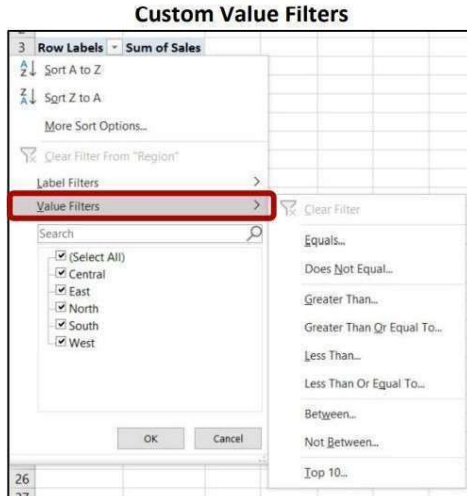 Custom Value Filters
3 Row Labels Sum of Sales
Sort A to Z
Sort Z to A
More Sort Options...
Clear Filter From "Region"
Label Filters
Value Filters
Search
(Select All)
Central
East
North
South
West
OK Cancel
26
27
Clear Filter
Equals...
Does Not Equal...
Greater Than...
Greater Than Or Equal To...
Less Than...
Less Than Or Equal To...
Between...
Not Between...
Top 10...